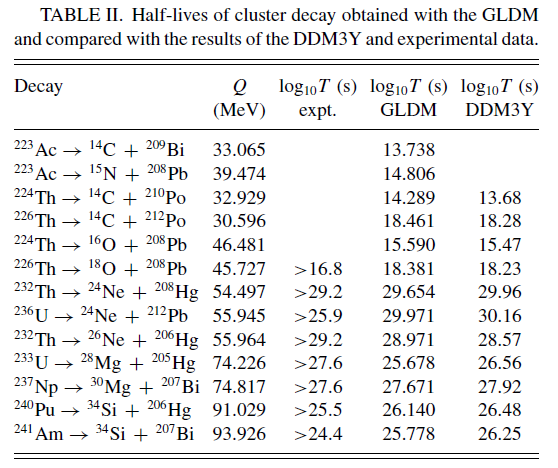 TABLE II. Half-lives of cluster decay obtained with the GLDM
and compared with the results of the DDM3Y and experimental data.
Decay Q log₁₀T (s) log₁₀T (s) log₁₀T (s)
(MeV) expt. GLDM DDM3Y
²²³Ac → ¹⁴C + ²⁰⁹Bi 33.065 13.738
²²³Ac → ¹⁵N + ²⁰⁸Pb 39.474 14.806
²²⁴Th → ¹⁴C + ²¹⁰Po 32.929 14.289 13.68
²²⁶Th → ¹⁴C + ²¹²Po 30.596 18.461 18.28
²²⁴Th → ¹⁶O + ²⁰⁸Pb 46.481 15.590 15.47
²²⁶Th → ¹⁸O + ²⁰⁸Pb 45.727 >16.8 18.381 18.23
²³²Th → ²⁴Ne + ²⁰⁸Hg 54.497 >29.2 29.654 29.96
²³⁶U → ²⁴Ne + ²¹²Pb 55.945 >25.9 29.971 30.16
²³²Th → ²⁶Ne + ²⁰⁶Hg 55.964 >29.2 28.971 28.57
²³³U → ²⁸Mg + ²⁰⁵Hg 74.226 >27.6 25.678 26.56
²³⁷Np → ³⁰Mg + ²⁰⁷Bi 74.817 >27.6 27.671 27.92
²⁴⁰Pu → ³⁴Si + ²⁰⁶Hg 91.029 >25.5 26.140 26.48
²⁴¹Am → ³⁴Si + ²⁰⁷Bi 93.926 >24.4 25.778 26.25